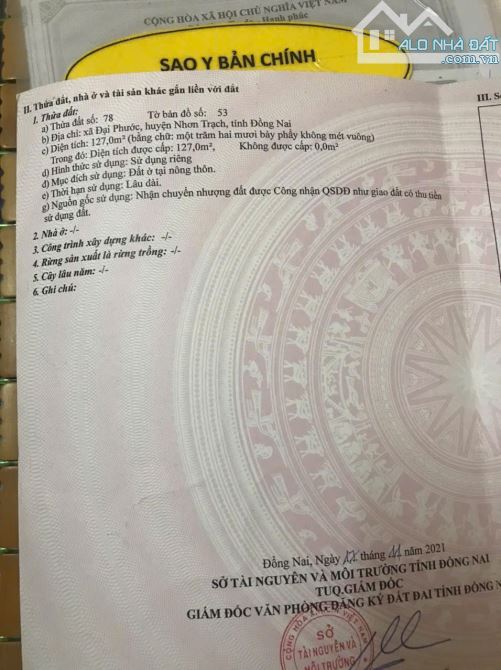 CỘNG HÒA XÃ HỘI CHỦ NGHĨA VIỆT NAM
Hạnh phúc
ALO NHÀ ĐẤT
alonhadat.com.vn
SAO Y BẢN CHÍNH
II. Thửa đất, nhà ở và tài sản khác gắn liền với đất
III. S
1. Thửa đất:
a) Thửa đất số: 78 Tờ bản đồ số: 53
b) Địa chỉ: xã Đại Phước, huyện Nhơn Trạch, tỉnh Đồng Nai
c) Diện tích: 127,0m², (bằng chữ: một trăm hai mươi bảy phẩy không mét vuông)
Trong đó: Diện tích được cấp: 127,0m², Không được cấp: 0,0m²
d) Hình thức sử dụng: Sử dụng riêng
đ) Mục đích sử dụng: Đất ở tại nông thôn.
e) Thời hạn sử dụng: Lâu dài.
g) Nguồn gốc sử dụng: Nhận chuyển nhượng đất được Công nhận QSDĐ như giao đất có thu tiền
sử dụng đất.
2. Nhà ở: -/-
3. Công trình xây dựng khác: -/-
4. Rừng sản xuất là rừng trồng: -/-
5. Cây lâu năm: -/-
6. Ghi chú:
Đồng Nai, Ngày tháng 11 năm 2021
SỞ TÀI NGUYÊN VÀ MÔI TRƯỜNG TỈNH ĐỒNG NAI
TUQ.GIÁM ĐỐC
GIÁM ĐỐC VĂN PHÒNG ĐĂNG KÝ ĐẤT ĐAI TỈNH ĐỒNG N
SỞ
TÀI NGUYÊN VÀ
MÔI TRƯỜNG